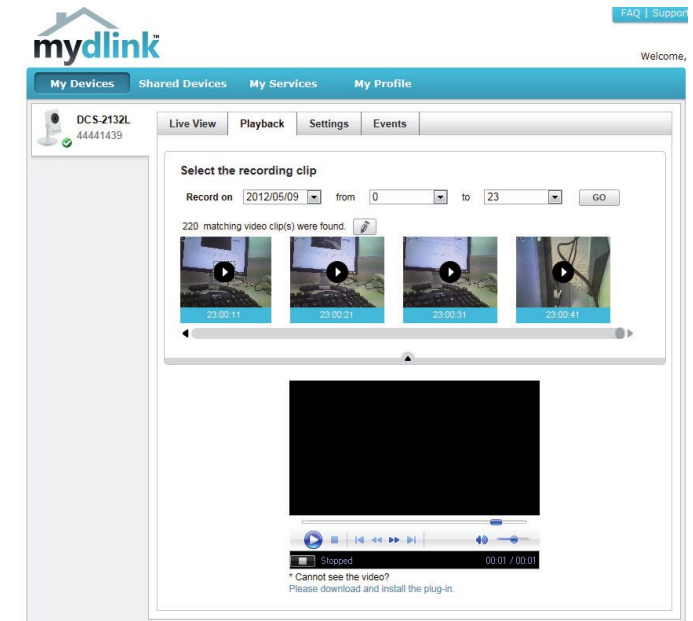 FAQ | Support
mydlink™
Welcome,
My Devices Shared Devices My Services My Profile
DCS-2132L
44441439
Live View Playback Settings Events
Select the recording clip
Record on 2012/05/09 from 0 to 23 GO
220 matching video clip(s) were found.
23:00:11 23:00:21 23:00:31 23:00:41
Stopped 00:01 / 00:01
* Cannot see the video?
Please download and install the plug-in.